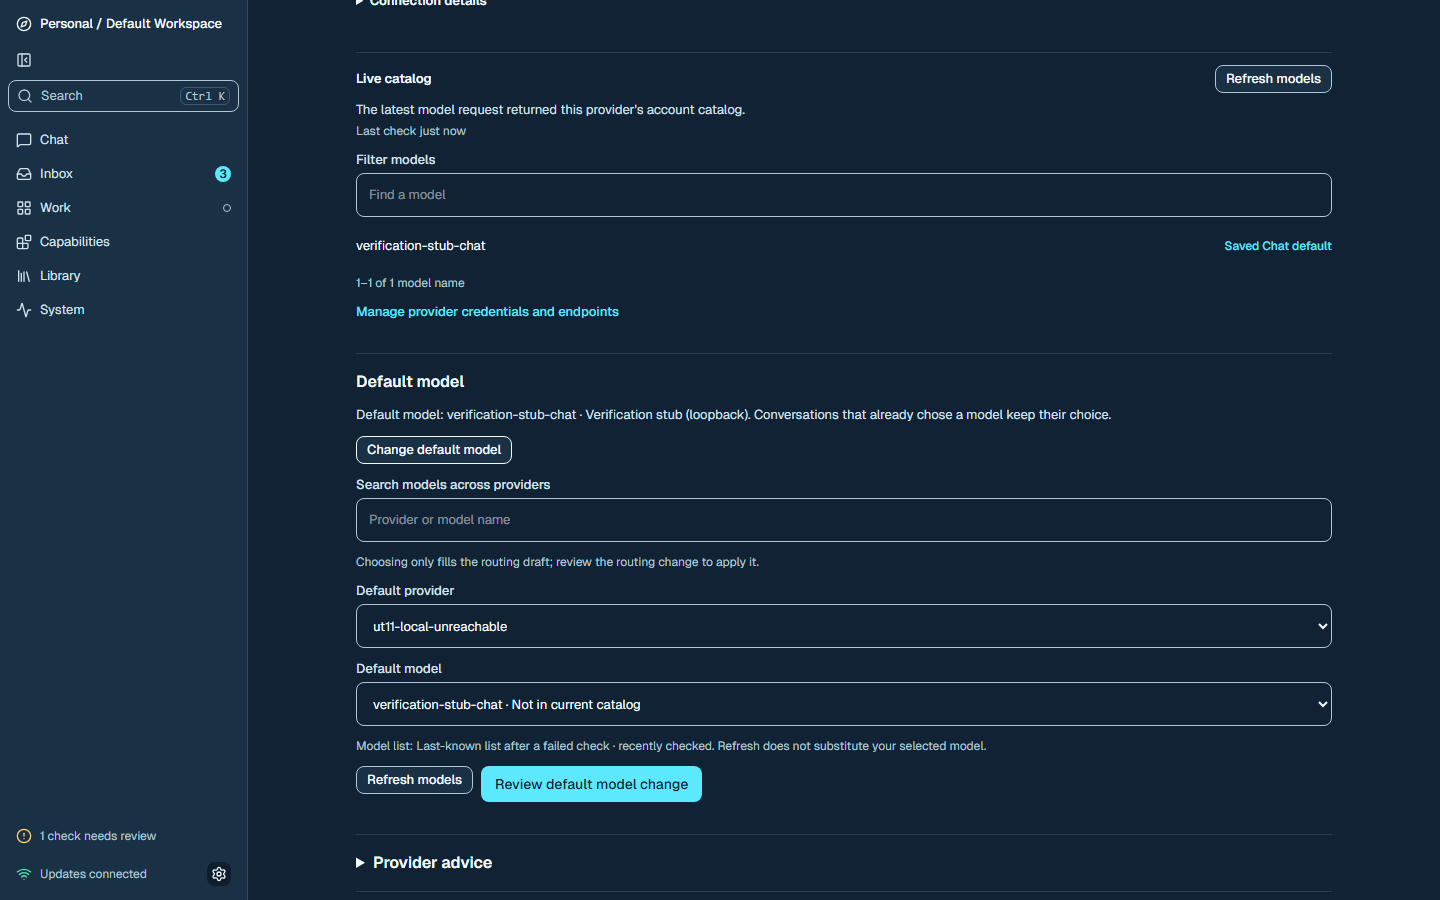 Personal / Default Workspace
Search
Ctrl K
Chat
Inbox
3
Work
Capabilities
Library
System
1 check needs review
Updates connected
Connection details
Live catalog
Refresh models
The latest model request returned this provider's account catalog.
Last check just now
Filter models
Find a model
verification-stub-chat
Saved Chat default
1–1 of 1 model name
Manage provider credentials and endpoints
Default model
Default model: verification-stub-chat · Verification stub (loopback). Conversations that already chose a model keep their choice.
Change default model
Search models across providers
Provider or model name
Choosing only fills the routing draft; review the routing change to apply it.
Default provider
ut11-local-unreachable
Default model
verification-stub-chat · Not in current catalog
Model list: Last-known list after a failed check · recently checked. Refresh does not substitute your selected model.
Refresh models
Review default model change
Provider advice